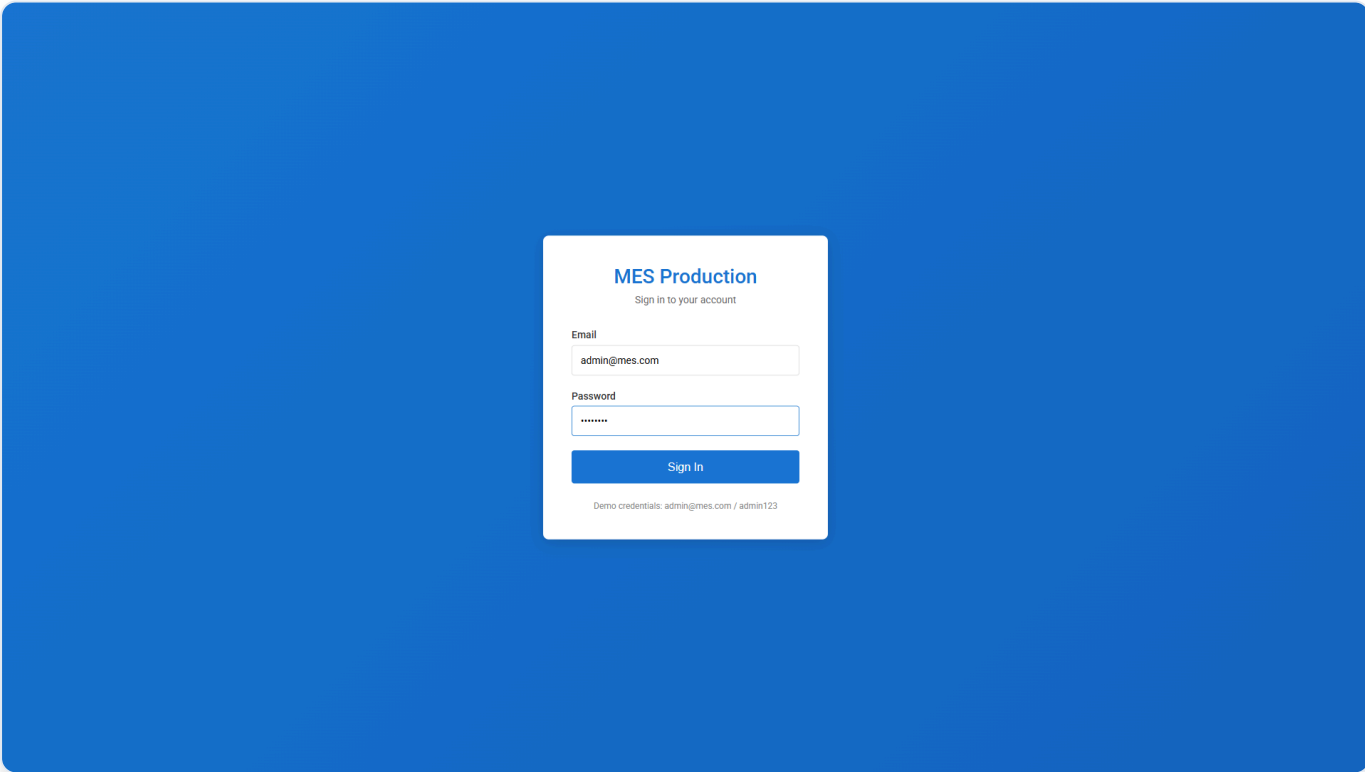 MES Production
Sign in to your account
Email
admin@mes.com
Password
••••••••
Sign In
Demo credentials: admin@mes.com / admin123